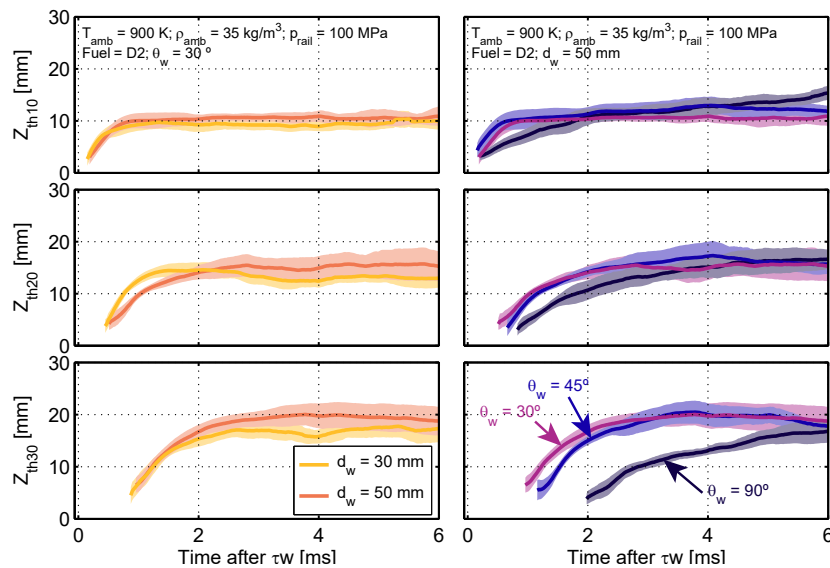 T_amb = 900 K; ρ_amb = 35 kg/m³; p_rail = 100 MPa
Fuel = D2; θ_w = 30 º
Z_th10 [mm]
30
20
10
0
T_amb = 900 K; ρ_amb = 35 kg/m³; p_rail = 100 MPa
Fuel = D2; d_w = 50 mm
Z_th20 [mm]
30
20
10
0
Z_th30 [mm]
30
20
10
0
d_w = 30 mm
d_w = 50 mm
θ_w = 45º
θ_w = 30º
θ_w = 90º
0 2 4 6
0 2 4 6
Time after τw [ms]
Time after τw [ms]